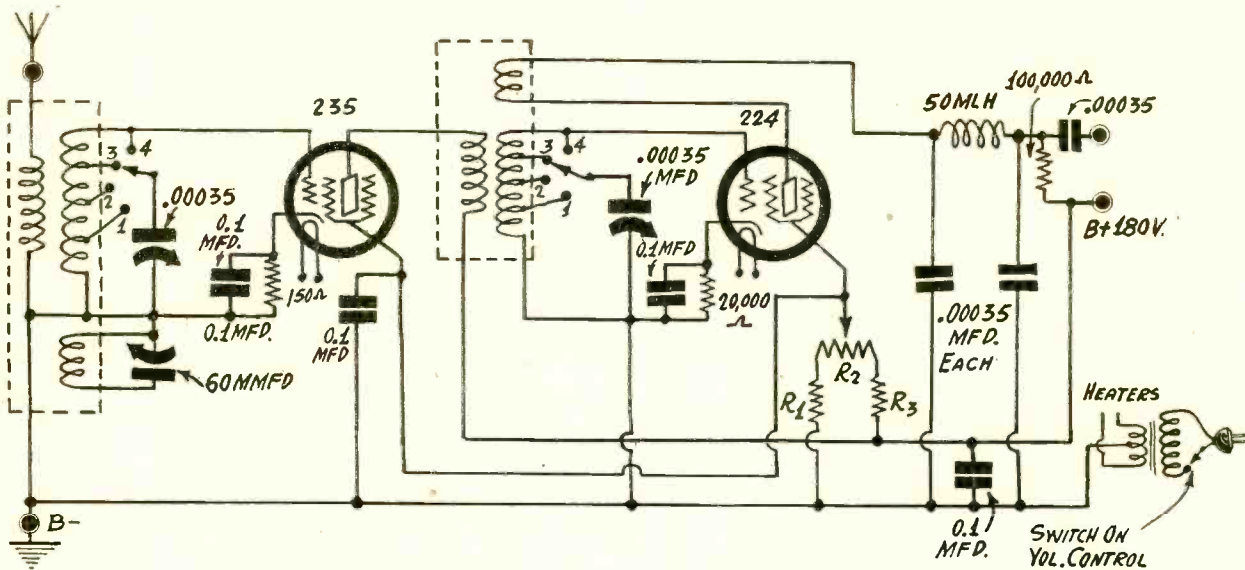 235
224
50MLH
100,000Ω
.00035
4
3
2
1
.00035
0.1
MFD.
150Ω
0.1MFD.
0.1
MFD
60MMFD
4
3
2
1
.00035
MFD
0.1MFD
20,000
Ω
R1
R2
R3
.00035
MFD.
EACH
B+180V.
HEATERS
0.1
MFD.
SWITCH ON
VOL. CONTROL
B-